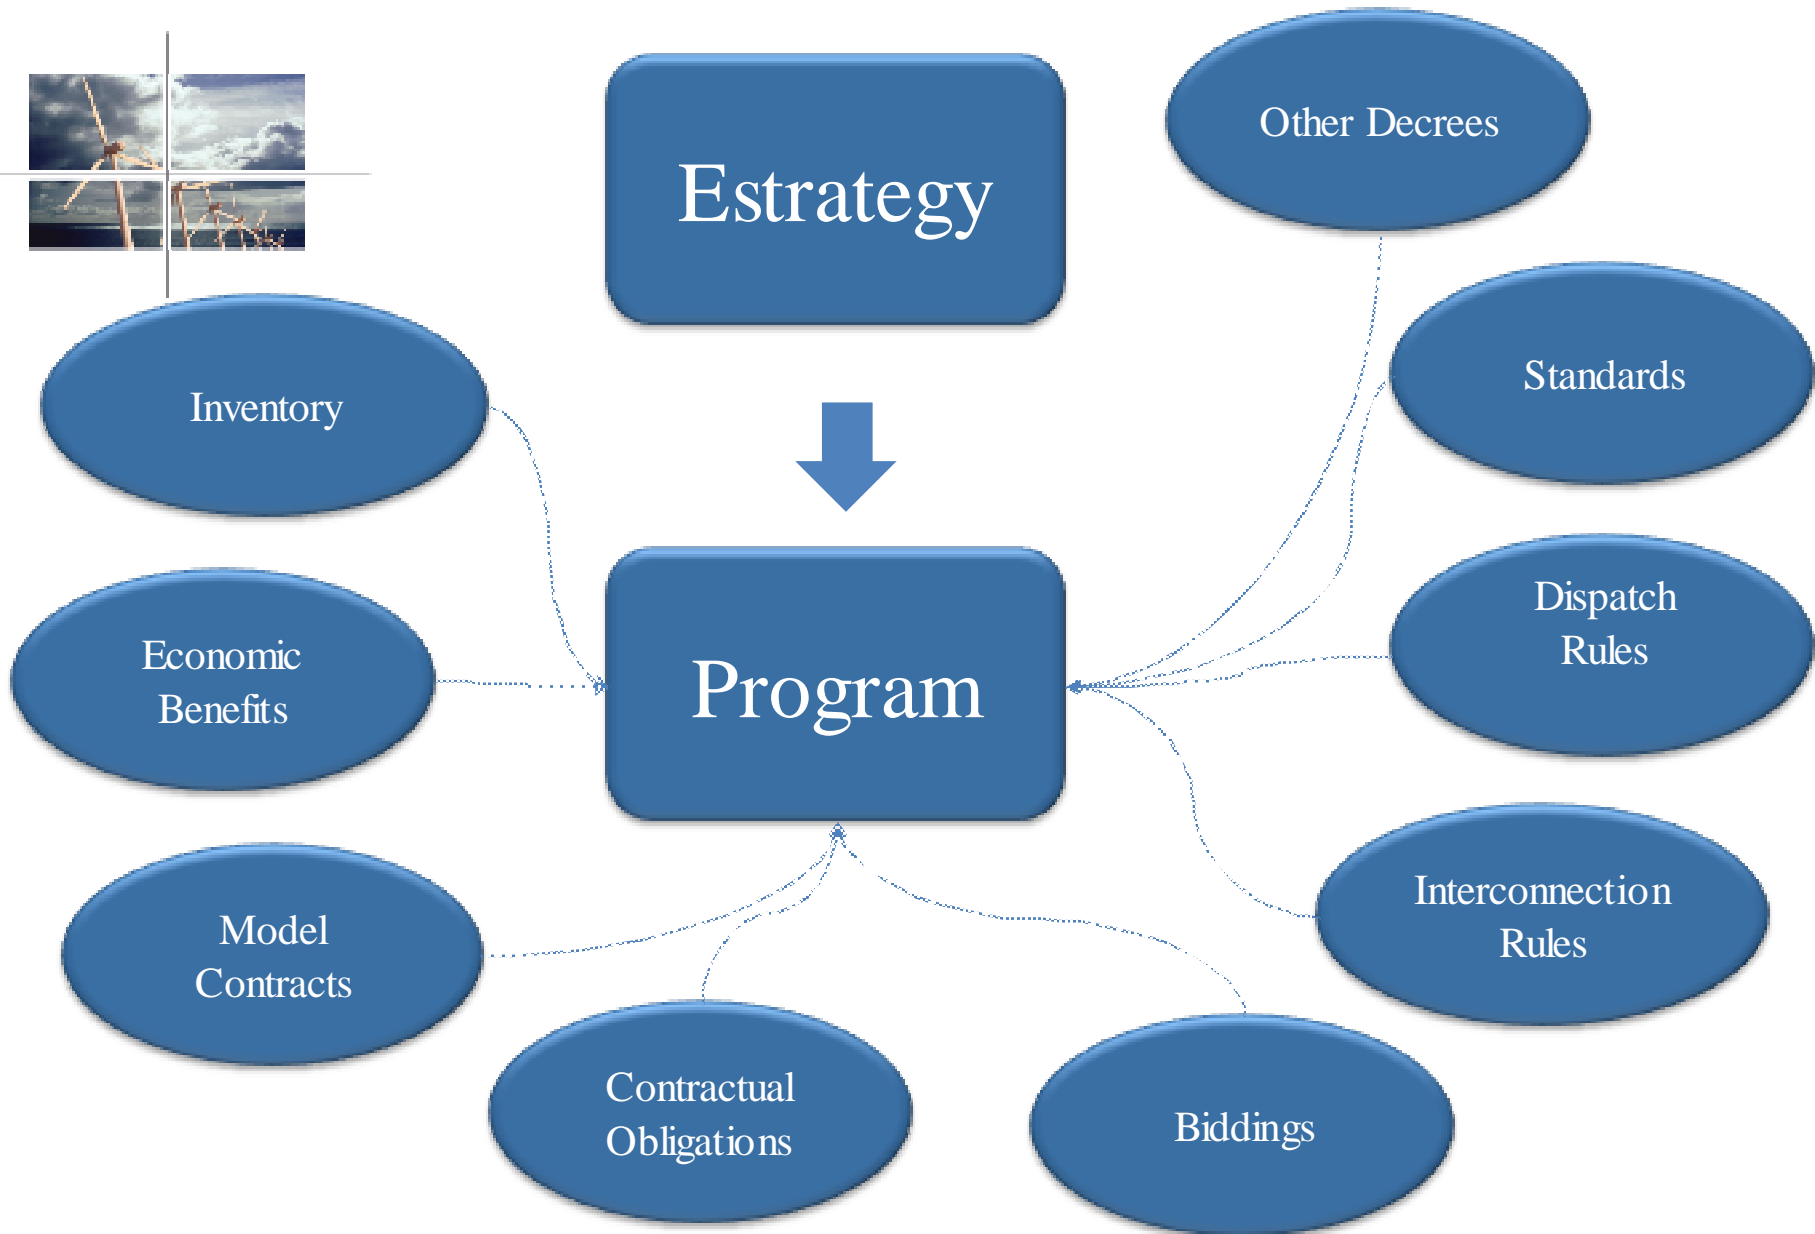 Estrategy
Other Decrees
Standards
Inventory
Dispatch
Rules
Economic
Benefits
Program
Interconnection
Rules
Model
Contracts
Contractual
Obligations
Biddings